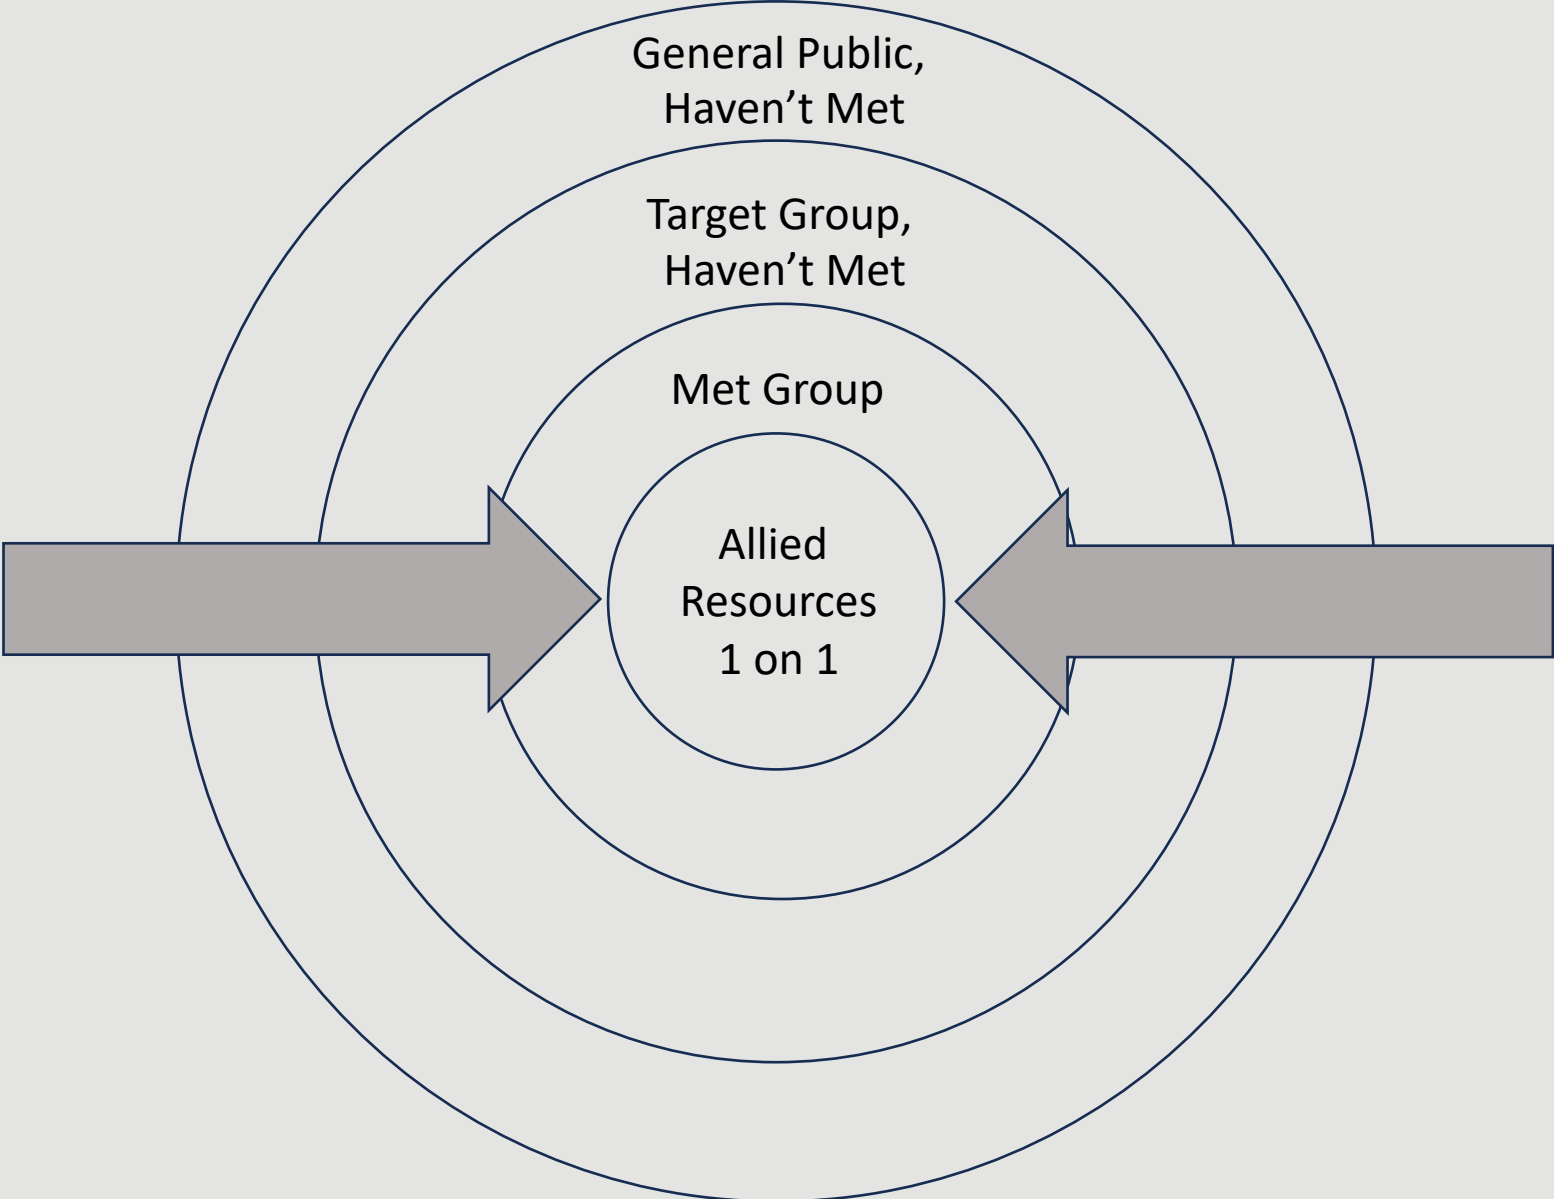 General Public,
Haven’t Met
Target Group,
Haven’t Met
Met Group
Allied
Resources
1 on 1